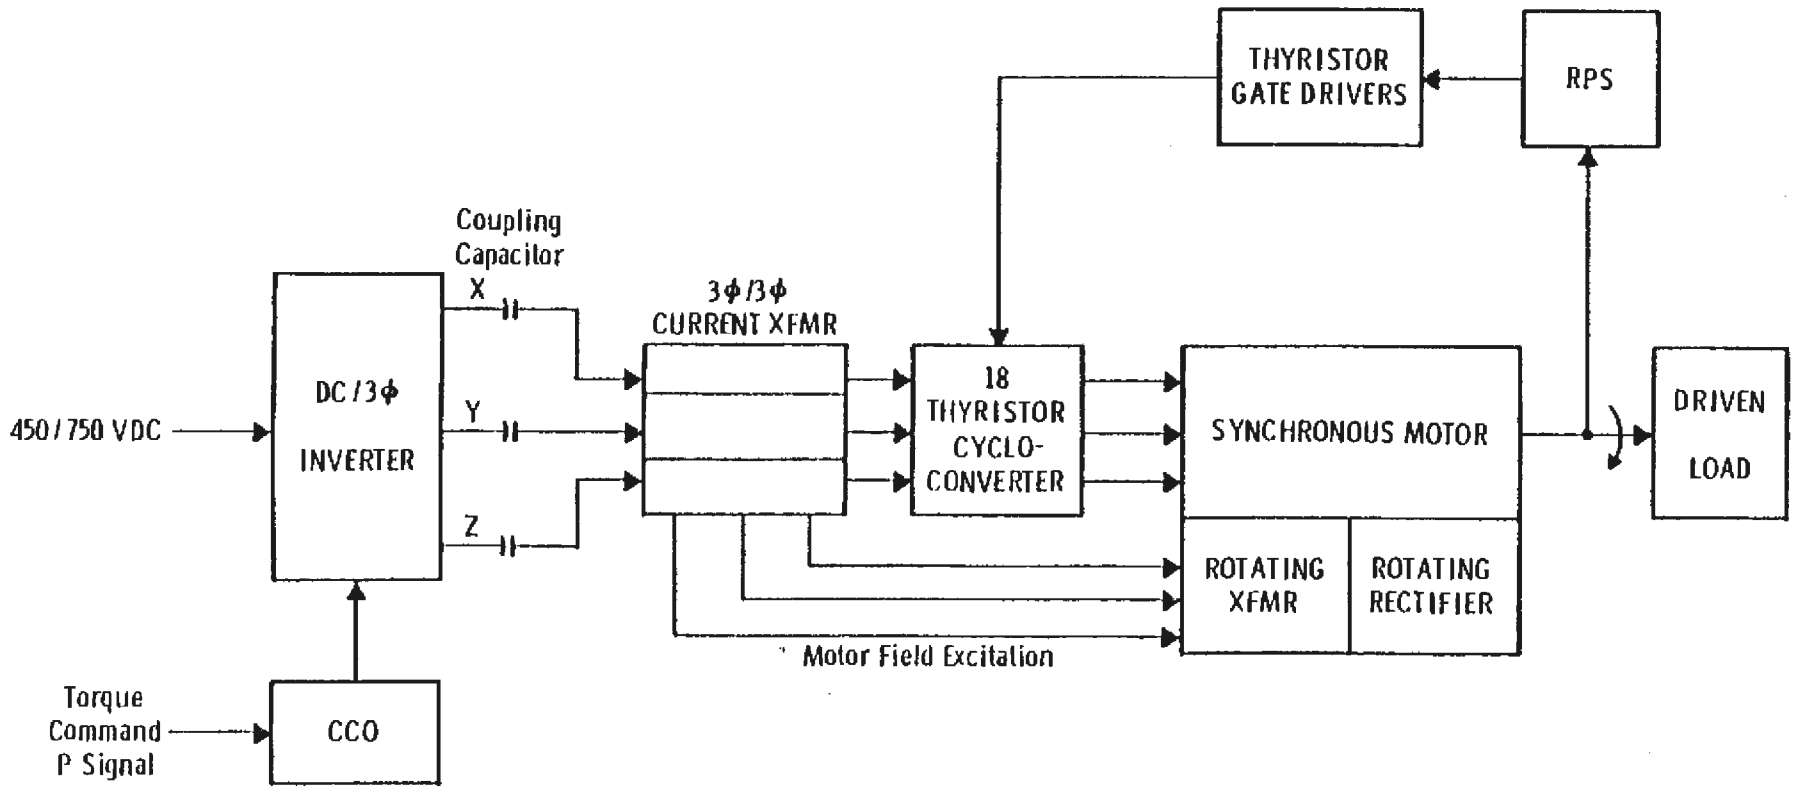 THYRISTOR
GATE DRIVERS
RPS
Coupling
Capacitor
X
3ϕ/3ϕ
CURRENT XFMR
DC/3ϕ
INVERTER
450/750 VDC
Y
Z
18
THYRISTOR
CYCLO-
CONVERTER
SYNCHRONOUS MOTOR
DRIVEN
LOAD
ROTATING
XFMR
ROTATING
RECTIFIER
Motor Field Excitation
Torque
Command
P Signal
CCO